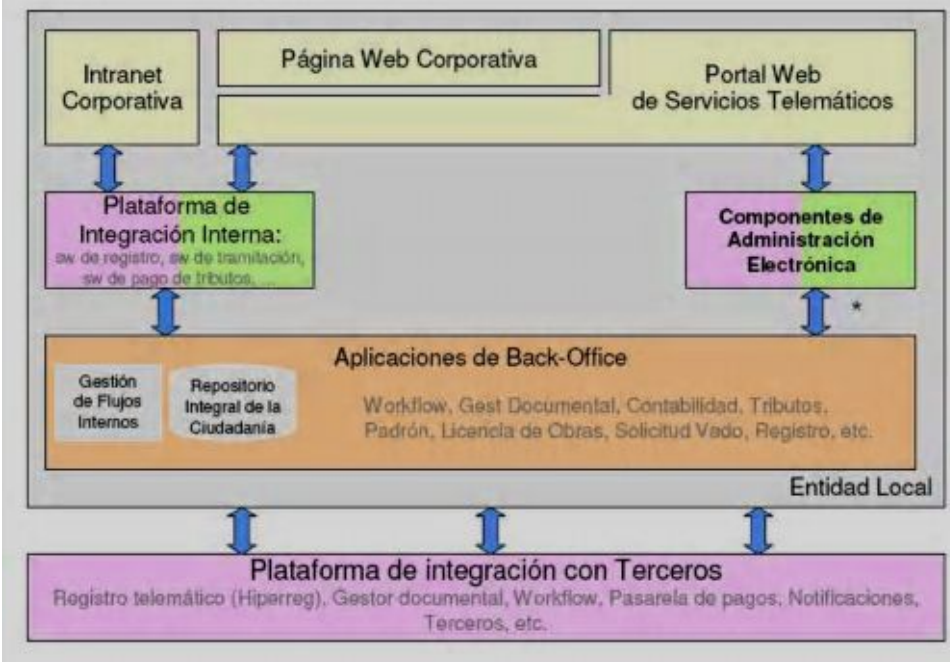 Intranet
Corporativa
Página Web Corporativa
Portal Web
de Servicios Telemáticos
Plataforma de
Integración Interna:
sw de registro, sw de tramitación,
sw de pago de tributos, ...
Componentes de
Administración
Electrónica
*
Aplicaciones de Back-Office
Gestión
de Flujos
Internos
Repositorio
Integral de la
Ciudadanía
Workflow, Gest Documental, Contabilidad, Tributos,
Padrón, Licencia de Obras, Solicitud Vado, Registro, etc.
Entidad Local
Plataforma de integración con Terceros
Registro telemático (Hiperreg), Gestor documental, Workflow, Pasarela de pagos, Notificaciones,
Terceros, etc.